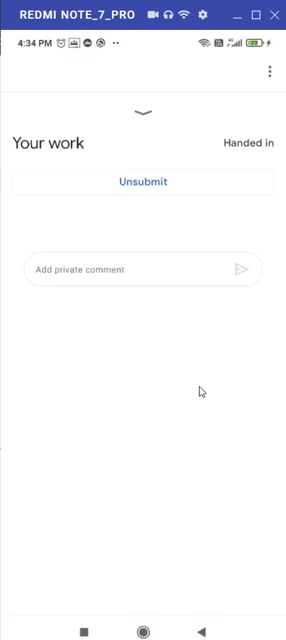 REDMI NOTE_7_PRO
4:34 PM
Your work
Handed in
Unsubmit
Add private comment